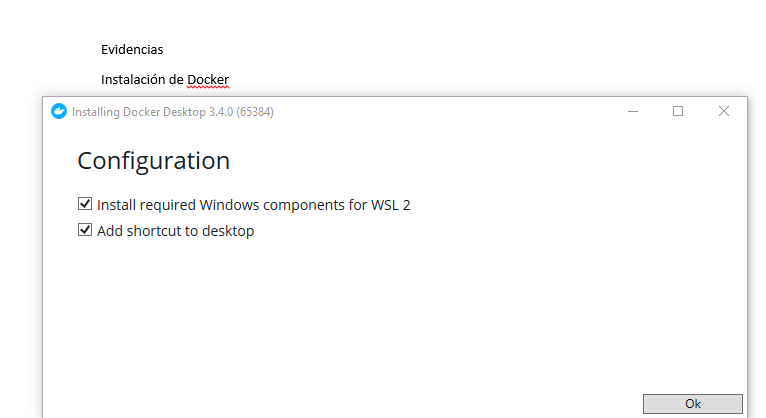 Evidencias
Instalación de Docker
Installing Docker Desktop 3.4.0 (65384)
Configuration
Install required Windows components for WSL 2
Add shortcut to desktop
Ok